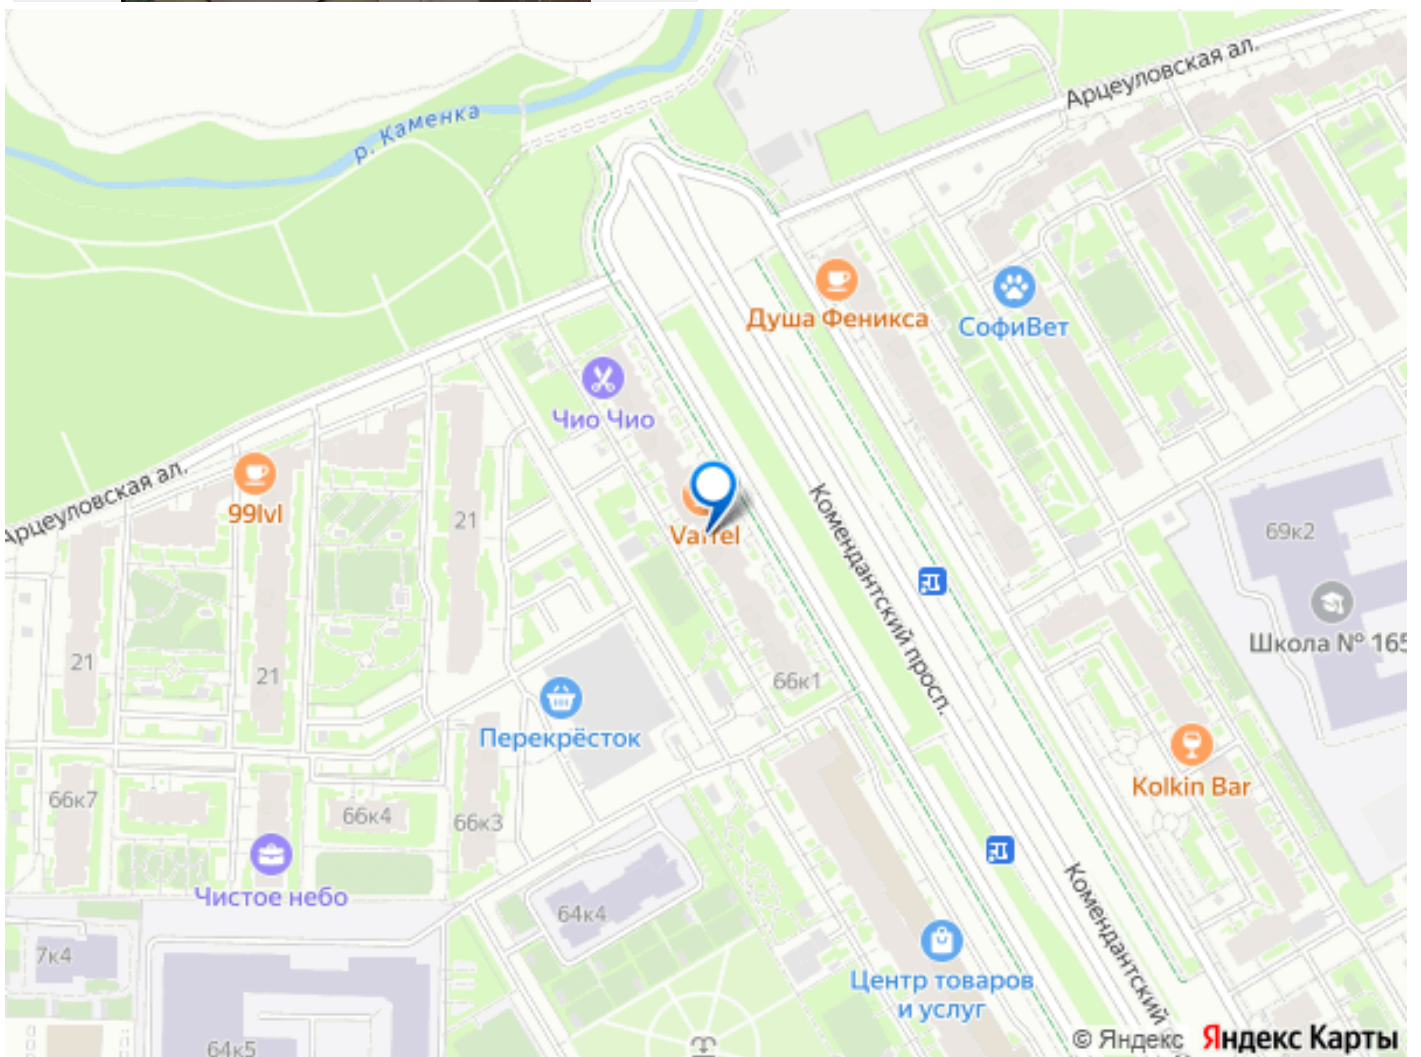 Арцеуловская ал.
р. Каменка
Душа Феникса
СофиВет
Чио Чио
Арцеуловская ал.
99lvl
21
Комендантский просп.
69к2
Школа № 165
21
21
66к1
Перекрёсток
Kolkin Bar
66к7
66к4
66к3
Чистое небо
64к4
Комендантский
7к4
Центр товаров
и услуг
64к5
© Яндекс Яндекс Карты